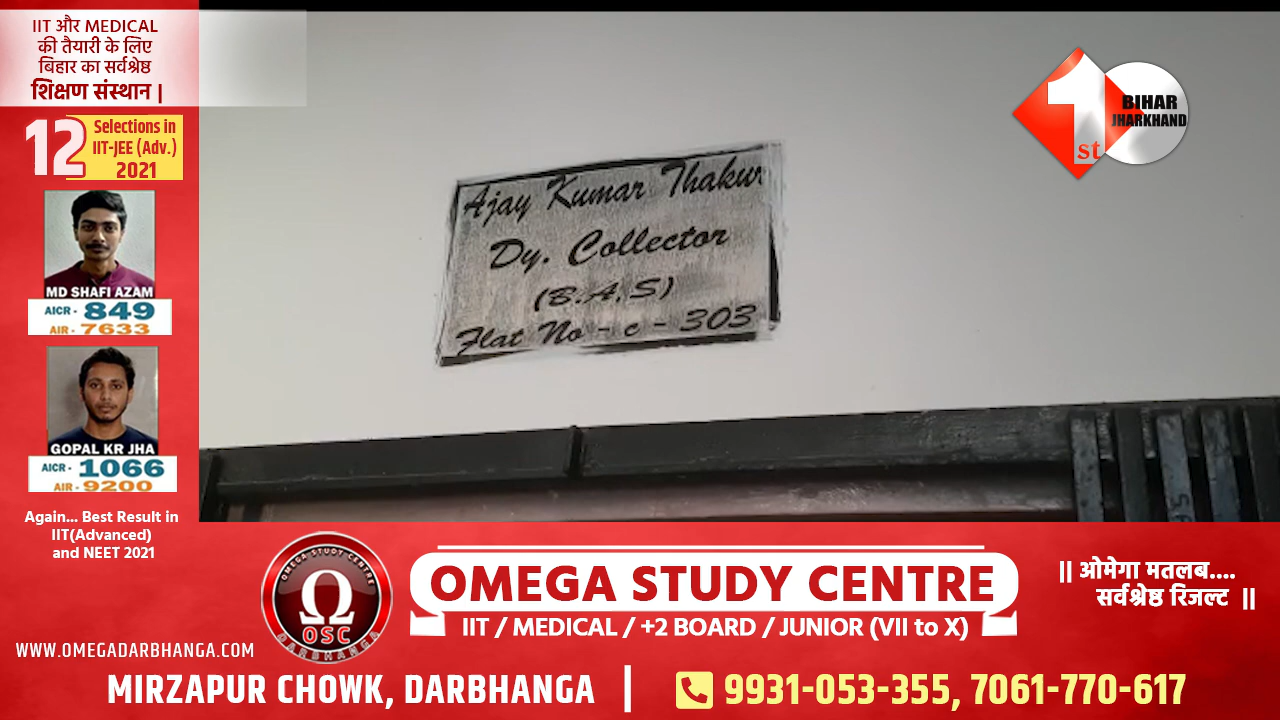 IIT और MEDICAL
की तैयारी के लिए
बिहार का सर्वश्रेष्ठ
शिक्षण संस्थान |
12
Selections in
IIT-JEE (Adv.)
2021
MD SHAFI AZAM
AICR - 849
AIR - 7633
GOPAL KR JHA
AICR - 1066
AIR - 9200
Again... Best Result in
IIT(Advanced)
and NEET 2021
1st
BIHAR
JHARKHAND
Ajay Kumar Thakur
Dy. Collector
(B.A.S)
Flat No - c - 303
OMEGA STUDY CENTRE
Ω
OSC
DARBHANGA
OMEGA STUDY CENTRE
IIT / MEDICAL / +2 BOARD / JUNIOR (VII to X)
|| ओमेगा मतलब....
सर्वश्रेष्ठ रिजल्ट ||
WWW.OMEGADARBHANGA.COM
MIRZAPUR CHOWK, DARBHANGA | 9931-053-355, 7061-770-617